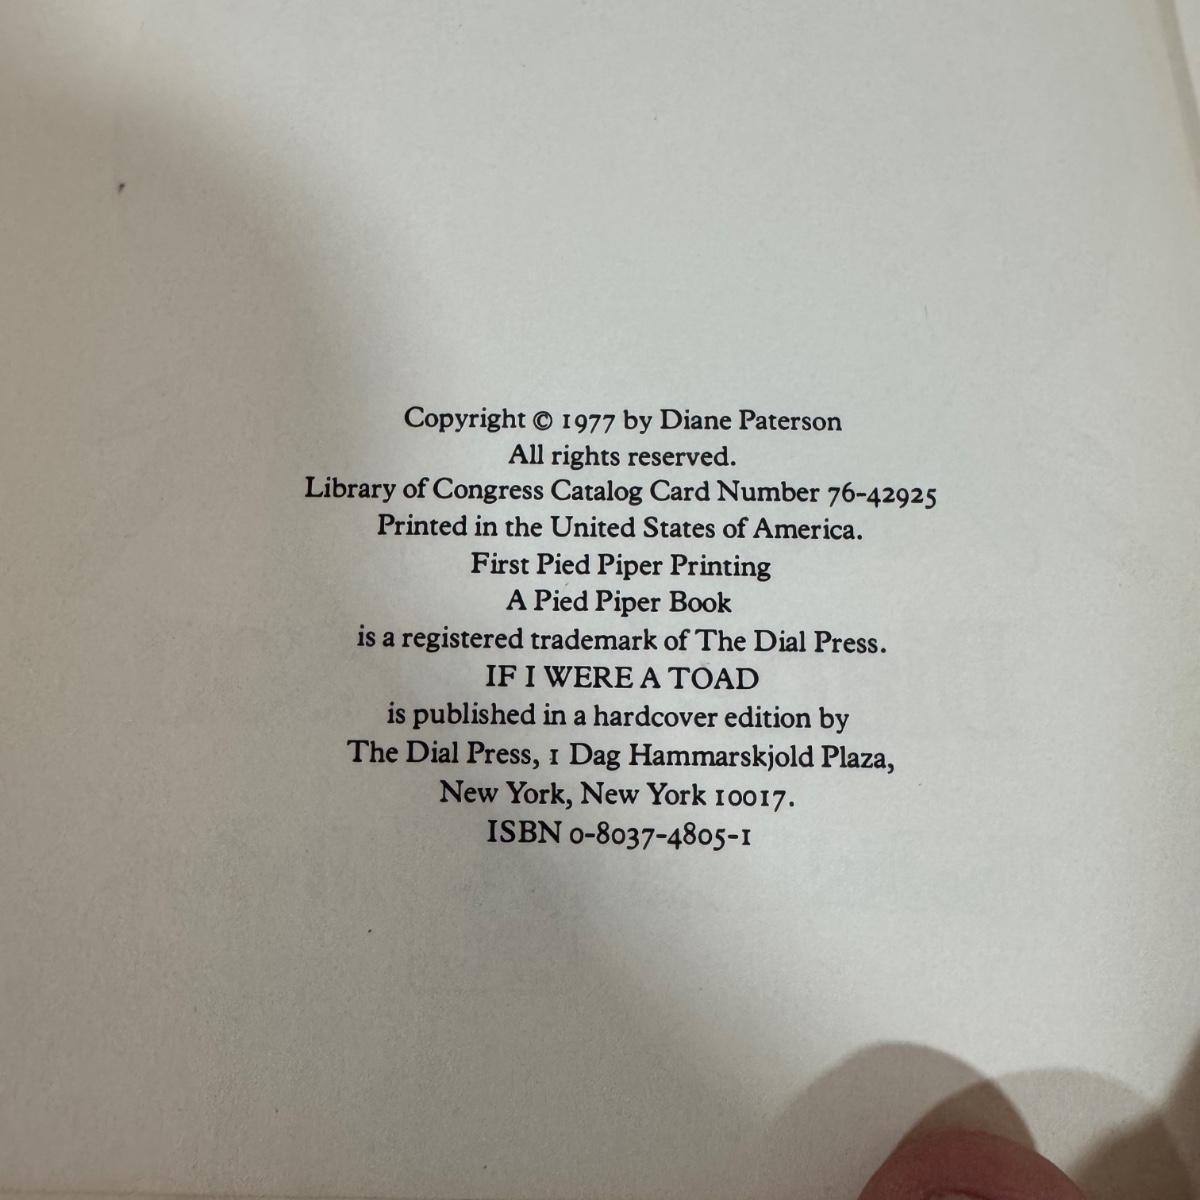 Copyright © 1977 by Diane Paterson
All rights reserved.
Library of Congress Catalog Card Number 76-42925
Printed in the United States of America.
First Pied Piper Printing
A Pied Piper Book
is a registered trademark of The Dial Press.
IF I WERE A TOAD
is published in a hardcover edition by
The Dial Press, 1 Dag Hammarskjold Plaza,
New York, New York 10017.
ISBN 0-8037-4805-1